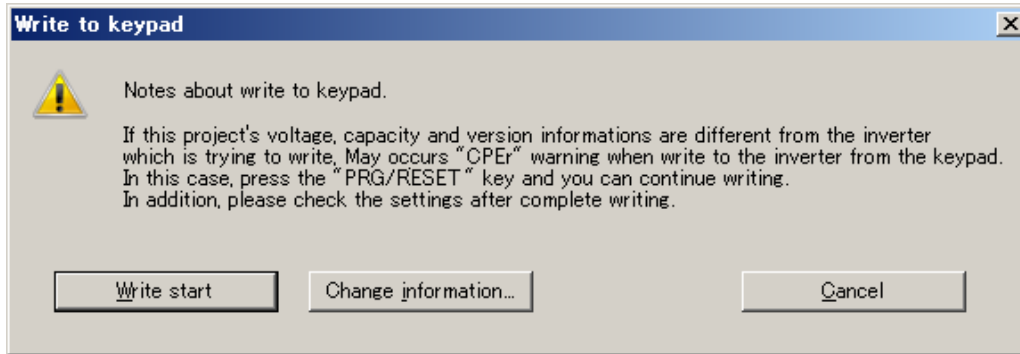 Write to keypad
Notes about write to keypad.
If this project's voltage, capacity and version informations are different from the inverter
which is trying to write, May occurs "CPEr" warning when write to the inverter from the keypad.
In this case, press the "PRG/RESET" key and you can continue writing.
In addition, please check the settings after complete writing.
Write start
Change information...
Cancel